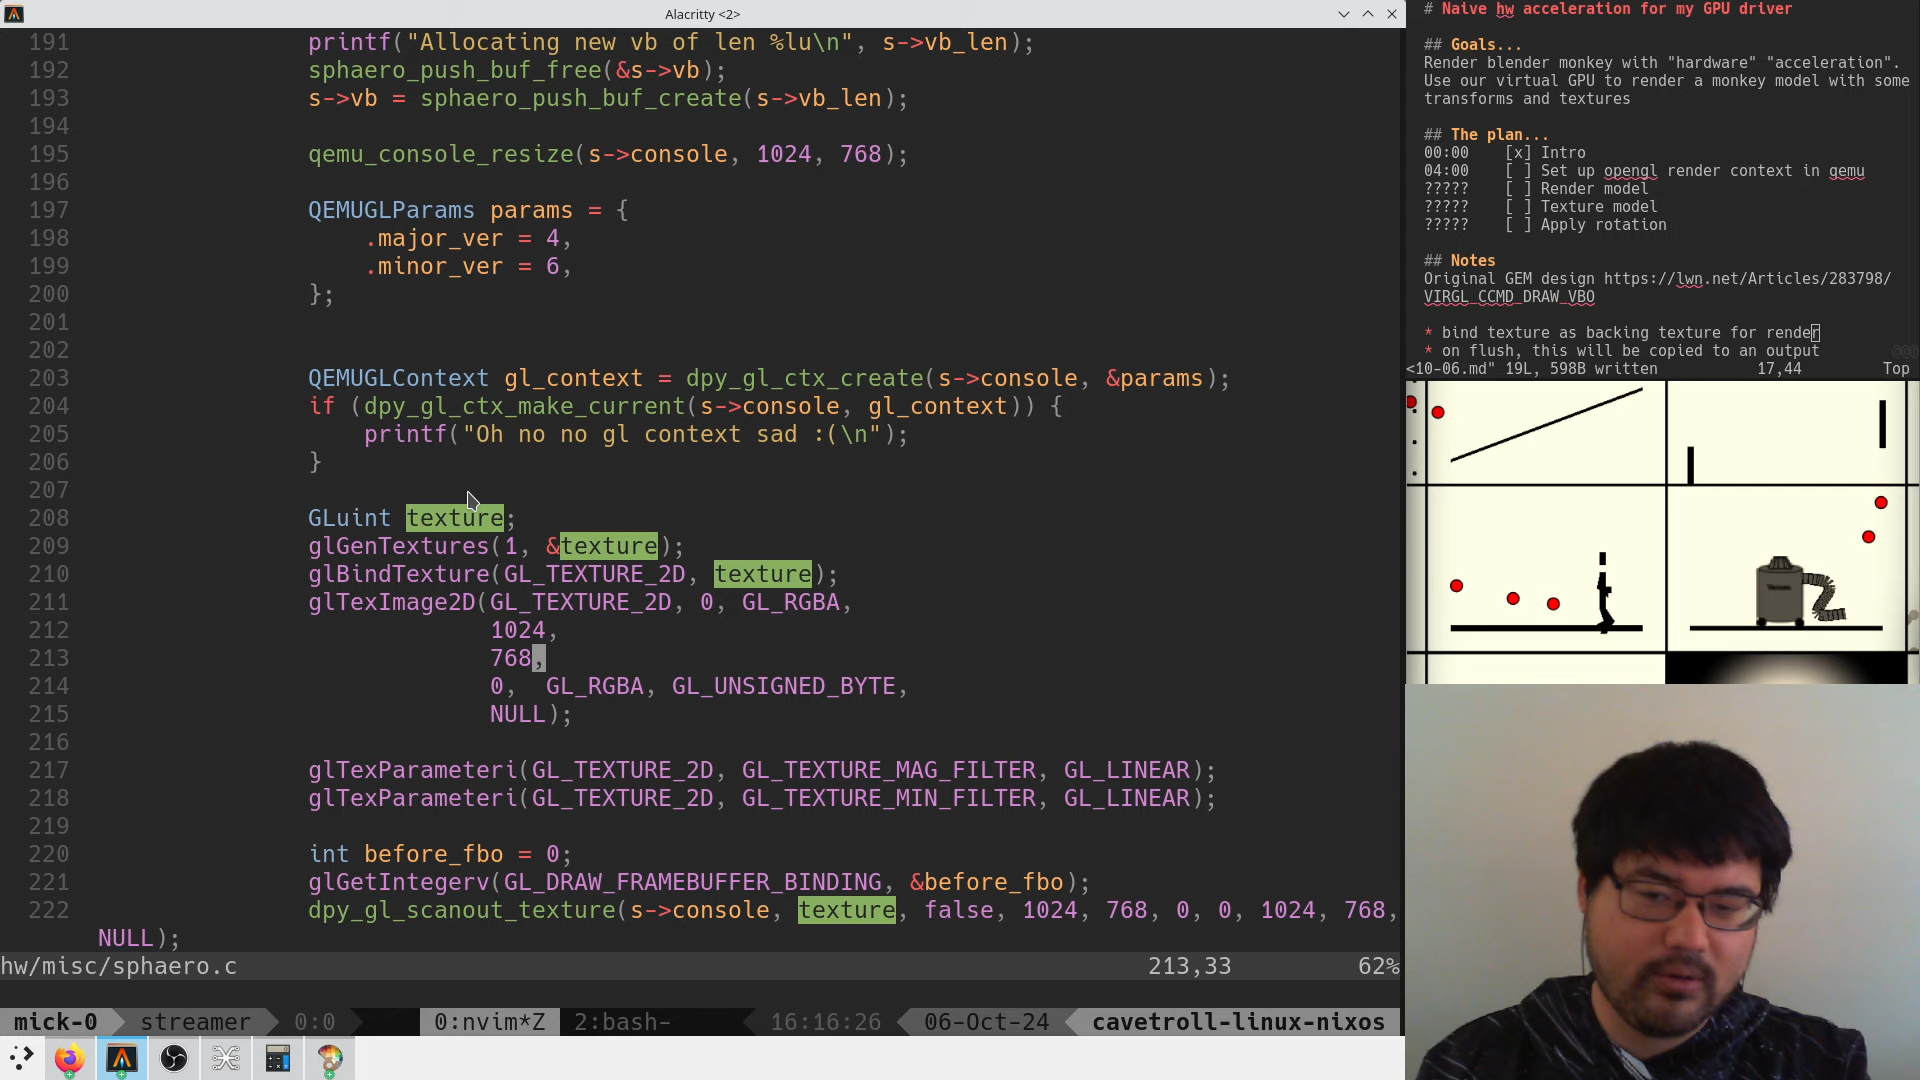 Alacritty <2>
191 printf("Allocating new vb of len %lu\n", s->vb_len);
192 sphaero_push_buf_free(&s->vb);
193 s->vb = sphaero_push_buf_create(s->vb_len);
194
195 qemu_console_resize(s->console, 1024, 768);
196
197 QEMUGLParams params = {
198 .major_ver = 4,
199 .minor_ver = 6,
200 };
201
202
203 QEMUGLContext gl_context = dpy_gl_ctx_create(s->console, &params);
204 if (dpy_gl_ctx_make_current(s->console, gl_context)) {
205 printf("Oh no no gl context sad :(\n");
206 }
207
208 GLuint texture;
209 glGenTextures(1, &texture);
210 glBindTexture(GL_TEXTURE_2D, texture);
211 glTexImage2D(GL_TEXTURE_2D, 0, GL_RGBA,
212 1024,
213 768,
214 0,  GL_RGBA, GL_UNSIGNED_BYTE,
215 NULL);
216
217 glTexParameteri(GL_TEXTURE_2D, GL_TEXTURE_MAG_FILTER, GL_LINEAR);
218 glTexParameteri(GL_TEXTURE_2D, GL_TEXTURE_MIN_FILTER, GL_LINEAR);
219
220 int before_fbo = 0;
221 glGetIntegerv(GL_DRAW_FRAMEBUFFER_BINDING, &before_fbo);
222 dpy_gl_scanout_texture(s->console, texture, false, 1024, 768, 0, 0, 1024, 768,
NULL);
hw/misc/sphaero.c 213,33 62%
mick-0 streamer 0:0 0:nvim*Z 2:bash- 16:16:26 06-Oct-24 cavetroll-linux-nixos
# Naive hw acceleration for my GPU driver
## Goals...
Render blender monkey with "hardware" "acceleration".
Use our virtual GPU to render a monkey model with some
transforms and textures
## The plan...
00:00 [x] Intro
04:00 [ ] Set up opengl render context in qemu
????? [ ] Render model
????? [ ] Texture model
????? [ ] Apply rotation
## Notes
Original GEM design https://lwn.net/Articles/283798/
VIRGL_CCMD_DRAW_VBO
* bind texture as backing texture for render
* on flush, this will be copied to an output
@@@
<10-06.md" 19L, 598B written 17,44 Top